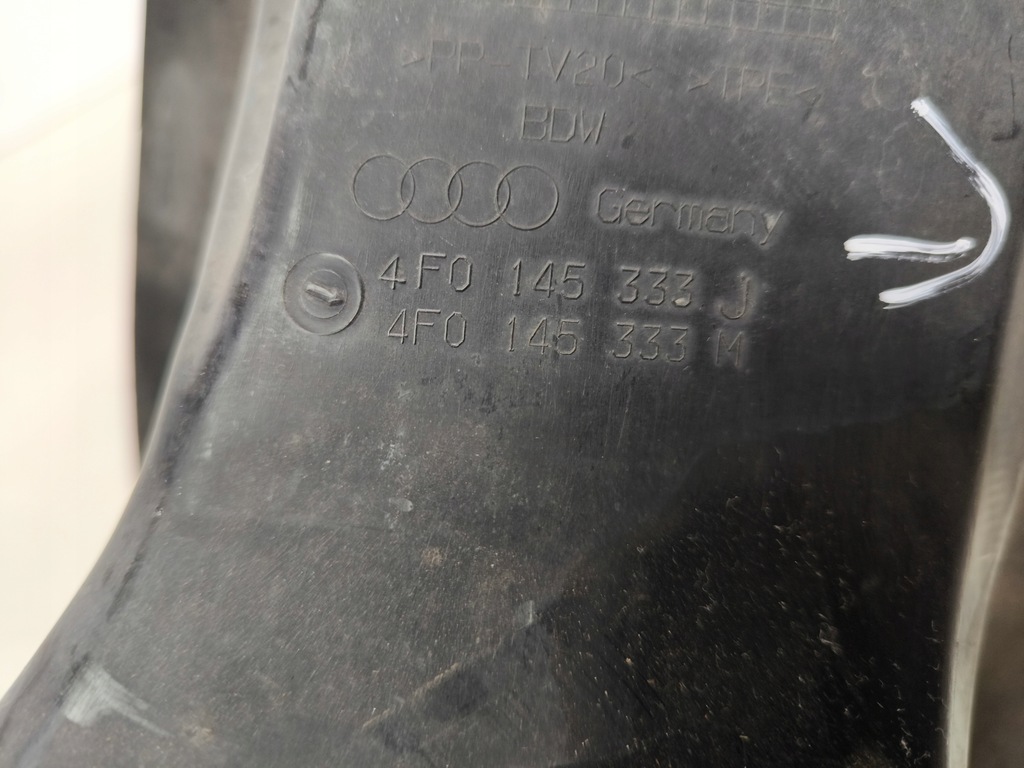 >PP-TV20< >TPE<
BDW
Germany
4F0 145 333 J
4F0 145 333 M